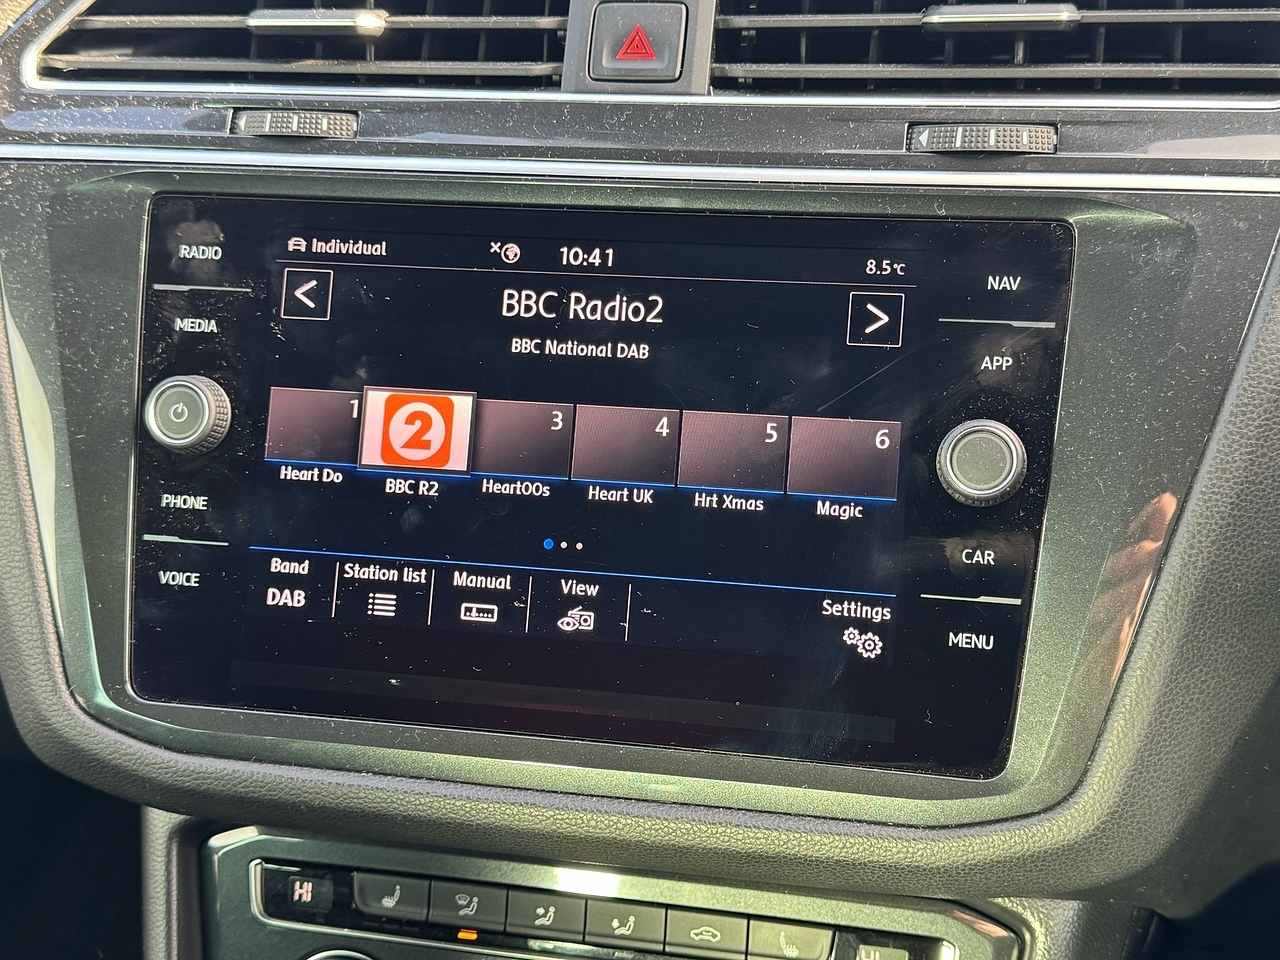 RADIO
MEDIA
PHONE
VOICE
Individual
10:41
8.5°C
BBC Radio2
BBC National DAB
1
2
3
4
5
6
Heart Do
BBC R2
Heart00s
Heart UK
Hrt Xmas
Magic
Band
DAB
Station list
Manual
View
Settings
NAV
APP
CAR
MENU
HI
HI